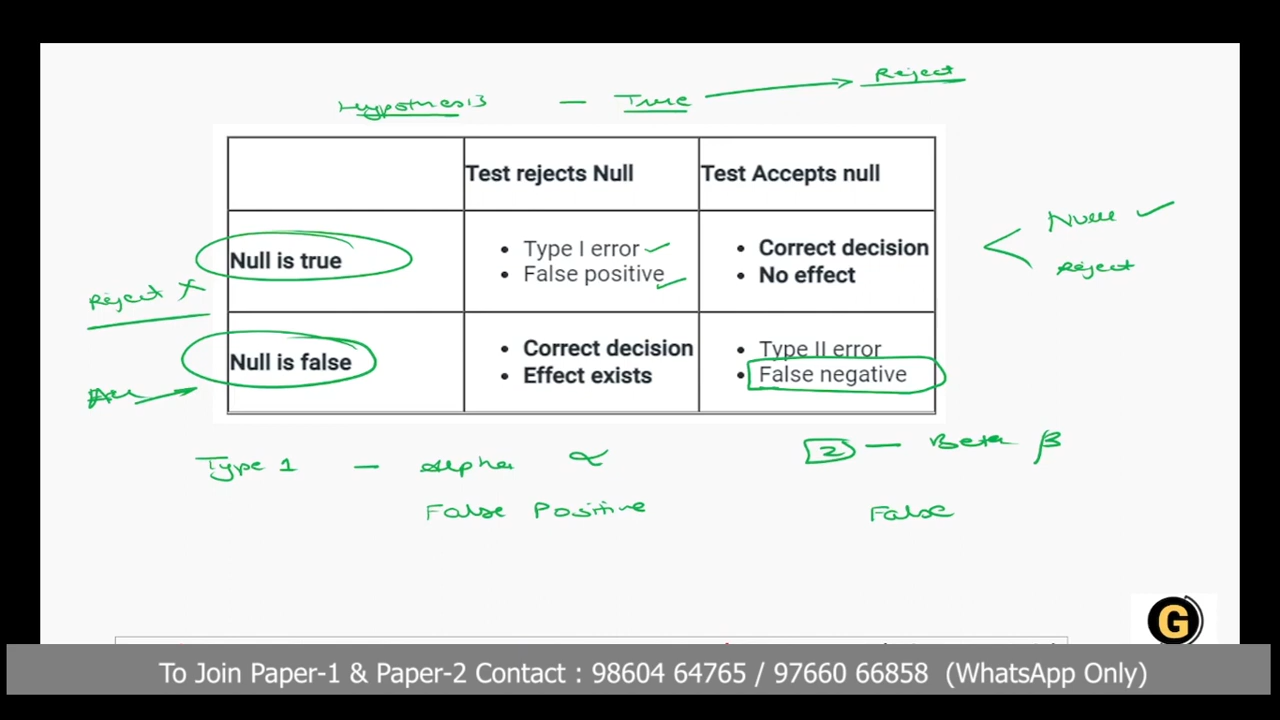 Hypothesis - True → Reject
Test rejects Null Test Accepts null
Null is true
• Type I error
• False positive
• Correct decision
• No effect
Null ✓
Reject
Reject X
Null is false
• Correct decision
• Effect exists
• Type II error
• False negative
Type 1 - Alpha α
2 - Beta β
False Positive
False
G
To Join Paper-1 & Paper-2 Contact : 98604 64765 / 97660 66858 (WhatsApp Only)